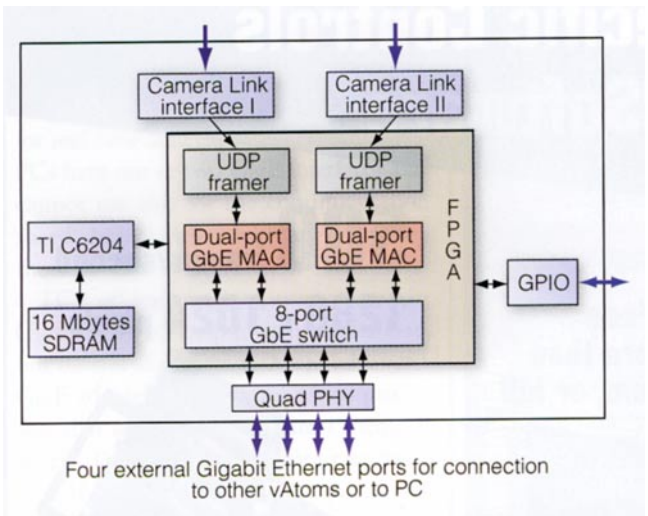 Camera Link
interface I
Camera Link
interface II
UDP
framer
UDP
framer
FPGA
TI C6204
Dual-port
GbE MAC
Dual-port
GbE MAC
GPIO
16 Mbytes
SDRAM
8-port
GbE switch
Quad PHY
Four external Gigabit Ethernet ports for connection
to other vAtoms or to PC